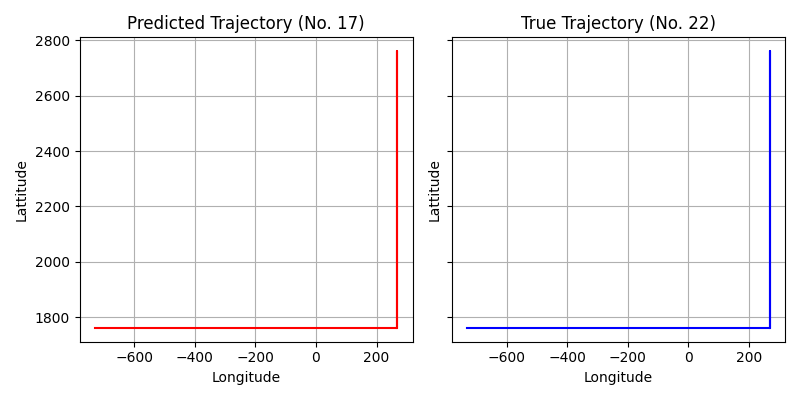 Predicted Trajectory (No. 17)
True Trajectory (No. 22)
2800
2600
2400
2200
2000
1800
Lattitude
Lattitude
−600 −400 −200 0 200
−600 −400 −200 0 200
Longitude
Longitude